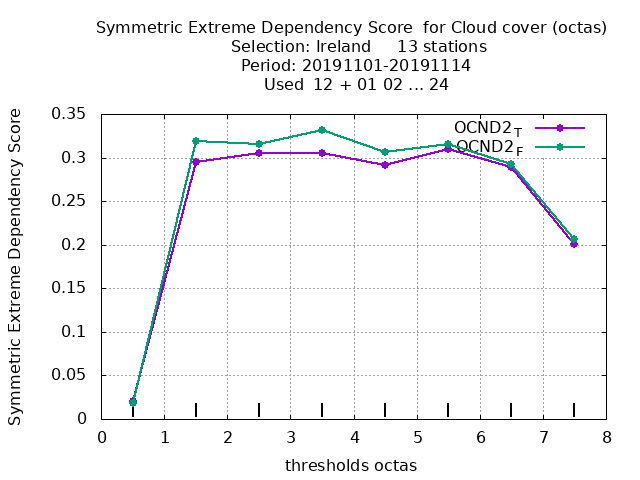 Symmetric Extreme Dependency Score  for Cloud cover (octas)
Selection: Ireland     13 stations
Period: 20191101-20191114
Used  12 + 01 02 ... 24
Symmetric Extreme Dependency Score
0.35
0.3
0.25
0.2
0.15
0.1
0.05
0
OCND2T
OCND2F
0 1 2 3 4 5 6 7 8
thresholds octas